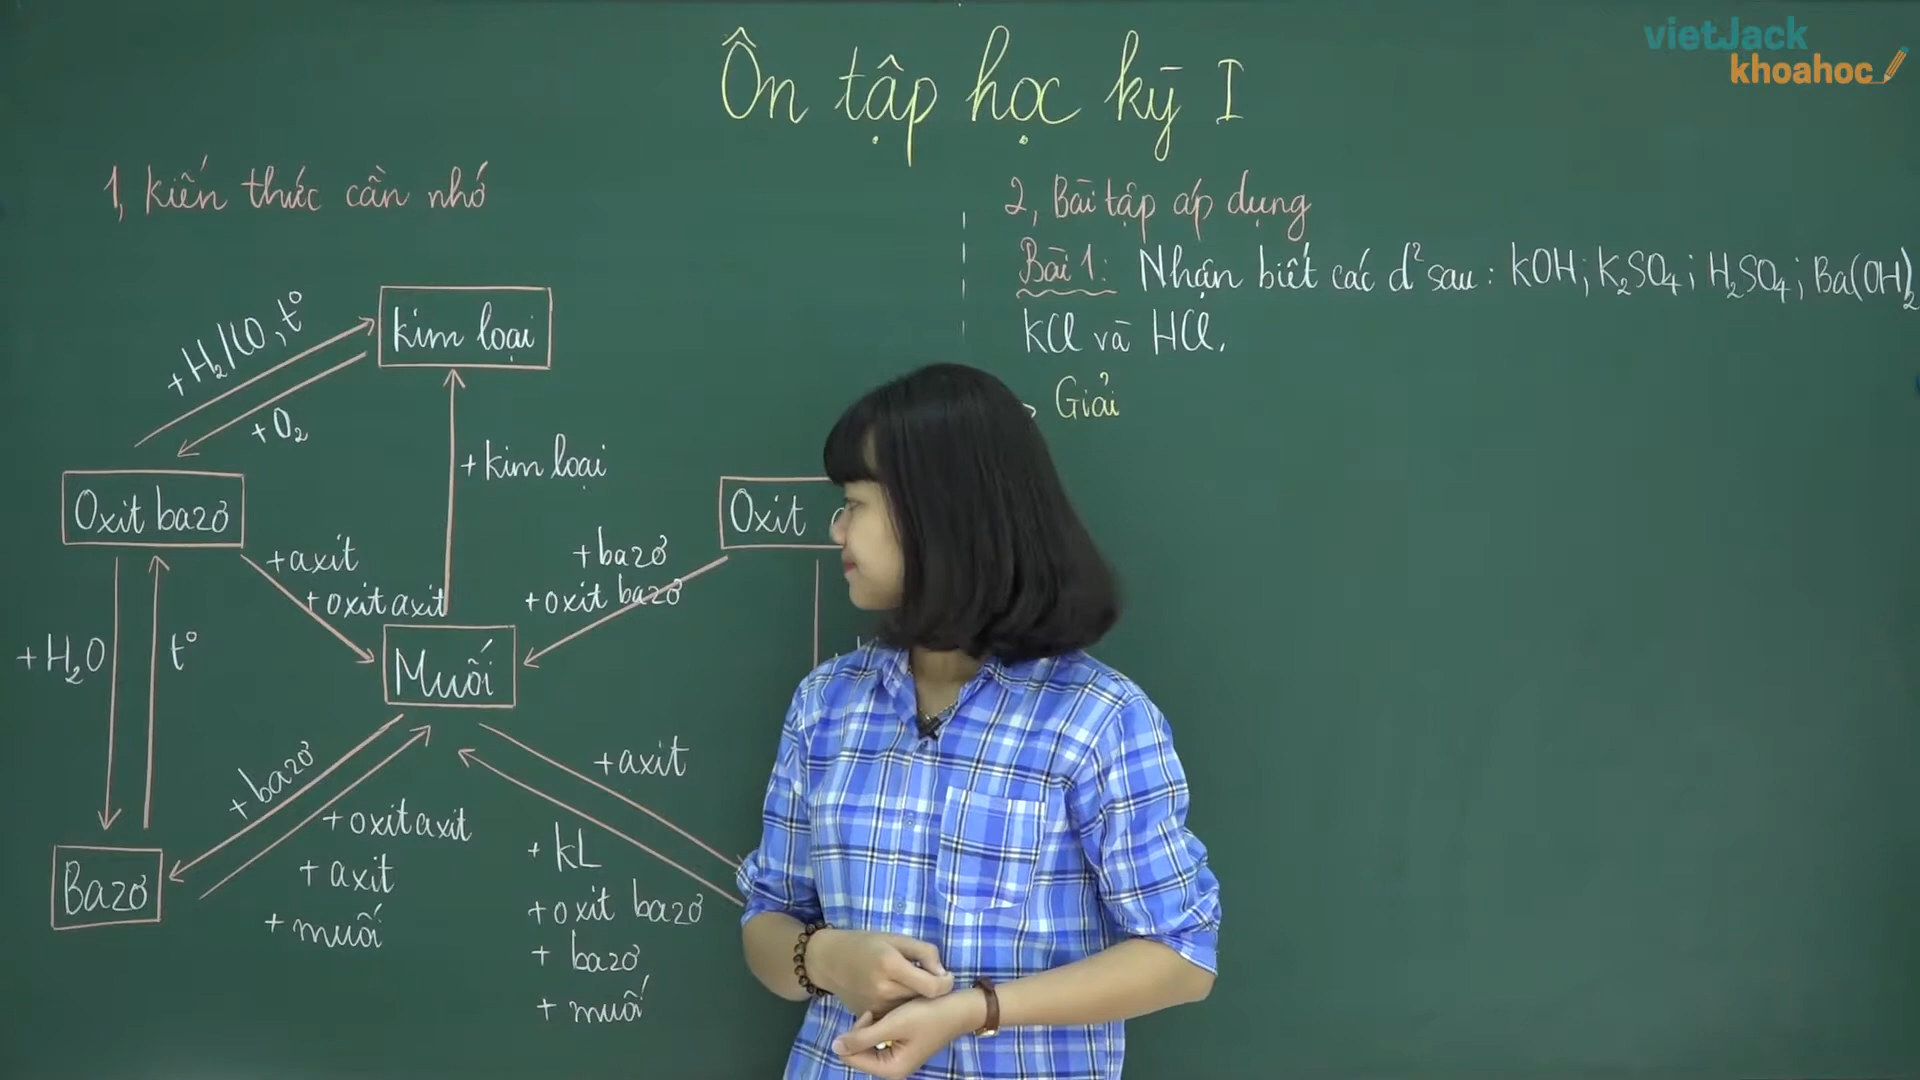 vietJack
khoahoc
Ôn tập học kỳ I
1, Kiến thức cần nhớ
2, Bài tập áp dụng
Bài 1: Nhận biết các d² sau: KOH; K₂SO₄; H₂SO₄; Ba(OH)₂
KCl và HCl.
Giải
Kim loại
+H₂/CO, t°
+O₂
+Kim loại
Oxit bazơ
Oxit
+axit
+oxit axit
+bazơ
+oxit bazơ
+H₂O
t°
Muối
+bazơ
+axit
+oxit axit
+ axit
+ muối
+ KL
+oxit bazơ
+ bazơ
+ muối
Bazơ